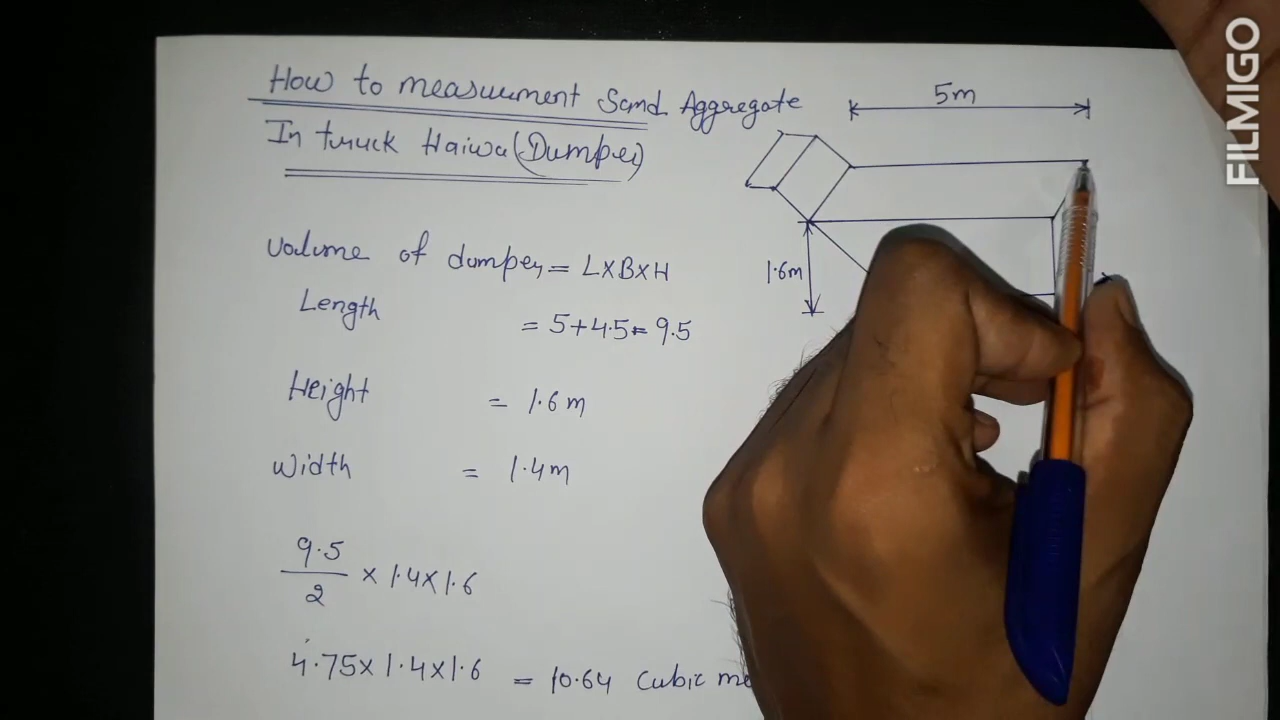 How to measuument Sand Aggregate
In truck Haiwa (Dumper)
5m
1.6m
Volume of dumper = L×B×H
Length = 5+4.5= 9.5
Height = 1.6 m
Width = 1.4m
9.5
2 × 1.4×1.6
4.75×1.4×1.6 = 10.64 Cubic me
FILMIGO